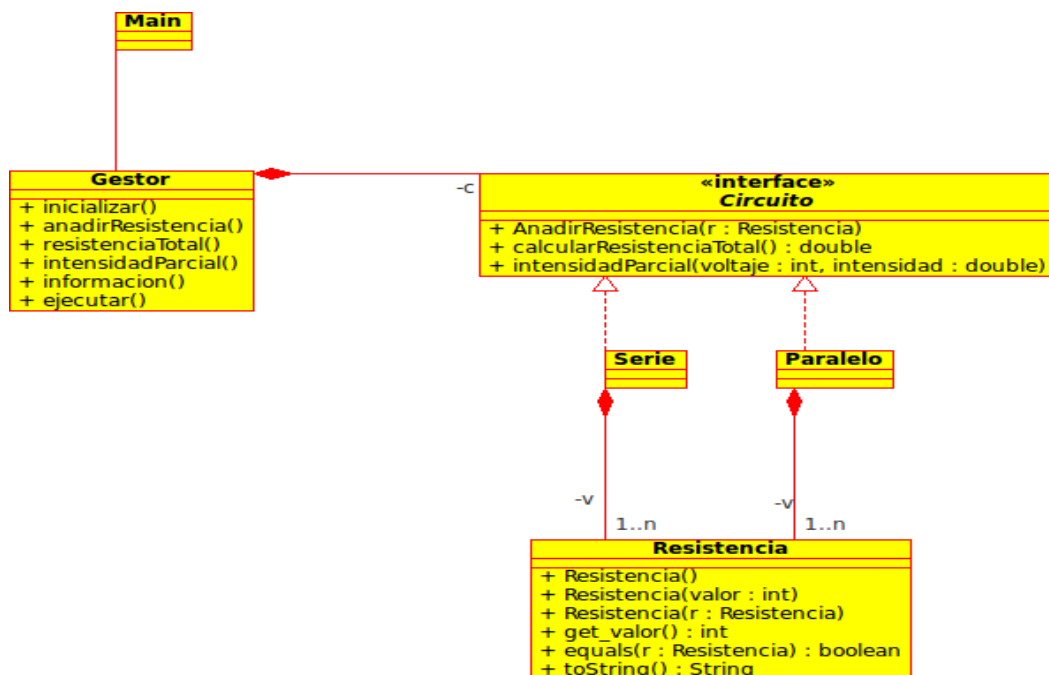 Main
Gestor
+ inicializar()
+ anadirResistencia()
+ resistenciaTotal()
+ intensidadParcial()
+ informacion()
+ ejecutar()
-c
«interface»
Circuito
+ AnadirResistencia(r : Resistencia)
+ calcularResistenciaTotal() : double
+ intensidadParcial(voltaje : int, intensidad : double)
Serie
Paralelo
-v
1..n
-v
1..n
Resistencia
+ Resistencia()
+ Resistencia(valor : int)
+ Resistencia(r : Resistencia)
+ get_valor() : int
+ equals(r : Resistencia) : boolean
+ toString() : String